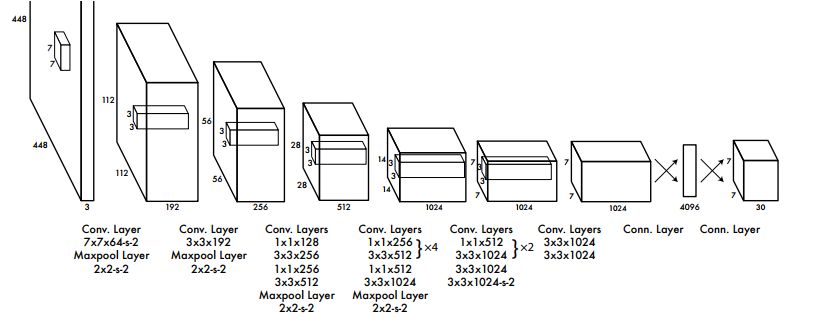 448
7
7
448
3
112
3
3
112
192
56
3
3
56
256
28
3
3
28
512
14
3
3
14
1024
7
3
3
7
1024
7
7
1024
4096
7
7
30
Conv. Layer
7x7x64-s-2
Maxpool Layer
2x2-s-2
Conv. Layer
3x3x192
Maxpool Layer
2x2-s-2
Conv. Layers
1x1x128
3x3x256
1x1x256
3x3x512
Maxpool Layer
2x2-s-2
Conv. Layers
1x1x256
3x3x512
}×4
1x1x512
3x3x1024
Maxpool Layer
2x2-s-2
Conv. Layers
1x1x512
3x3x1024
}×2
3x3x1024
3x3x1024-s-2
Conv. Layers
3x3x1024
3x3x1024
Conn. Layer
Conn. Layer